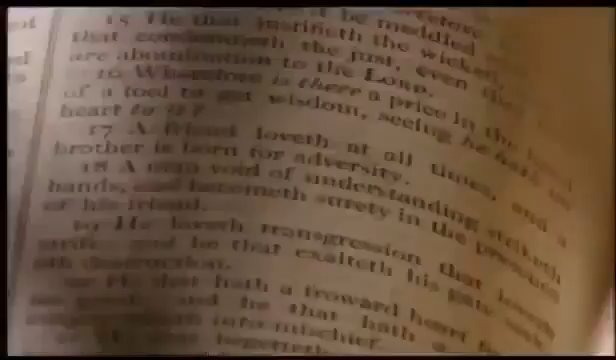 be meddled
15 He that justifieth the wicked,
that condemneth the just, even
are abomination to the LORD.
16 Wherefore is there a price in the
of a fool to get wisdom, seeing he hath no
heart to it?
17 A friend loveth at all times, and a
brother is born for adversity.
18 A man void of understanding striketh
hands, and becometh surety in the presence
of his friend.
19 He loveth transgression that loveth
strife: and he that exalteth his gate
eth destruction.
He that hath a froward heart
and he that hath a
into mischief.
begetteth